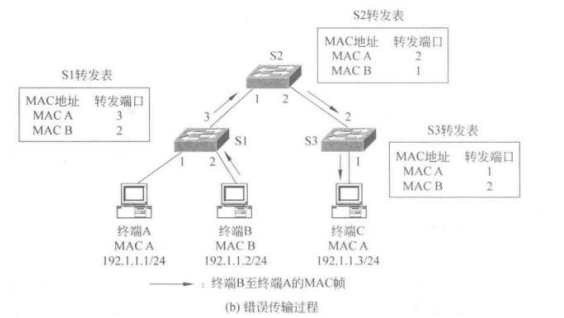 S2转发表
MAC地址 转发端口
MAC A 2
MAC B 1
S2
S1转发表
MAC地址 转发端口
MAC A 3
MAC B 2
1 2
3
2
S1
S3
S3转发表
MAC地址 转发端口
MAC A 1
MAC B 2
1 2
1
终端A
MAC A
192.1.1.1/24
终端B
MAC B
192.1.1.2/24
终端C
MAC A
192.1.1.3/24
：终端B至终端A的MAC帧
(b) 错误传输过程